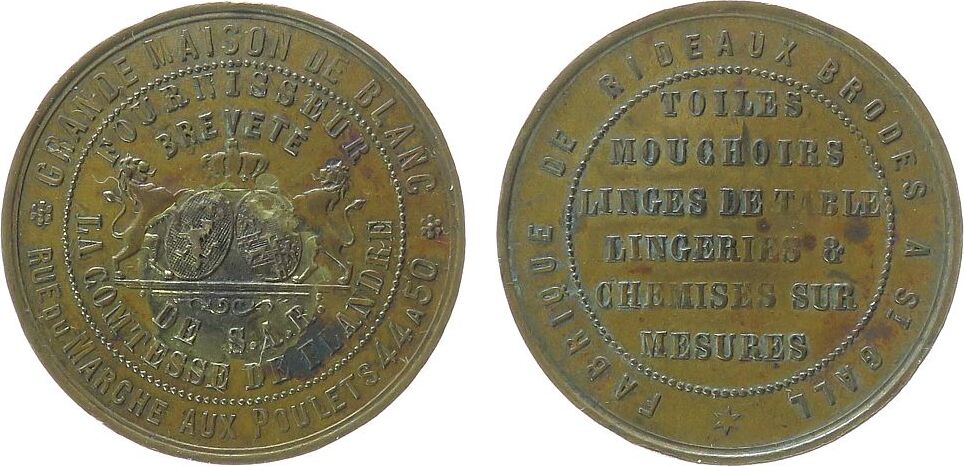 GRANDE MAISON DE BLANC
RUE DU MARCHE AUX POULETS 44 A 50
FOURNISSEUR
BREVETÉ
DE S.A.R.
LA COMTESSE DE FLANDRE
FABRIQUE DE RIDEAUX BRODES A ST GALL
TOILES
MOUCHOIRS
LINGES DE TABLE
LINGERIES &
CHEMISES SUR
MESURES